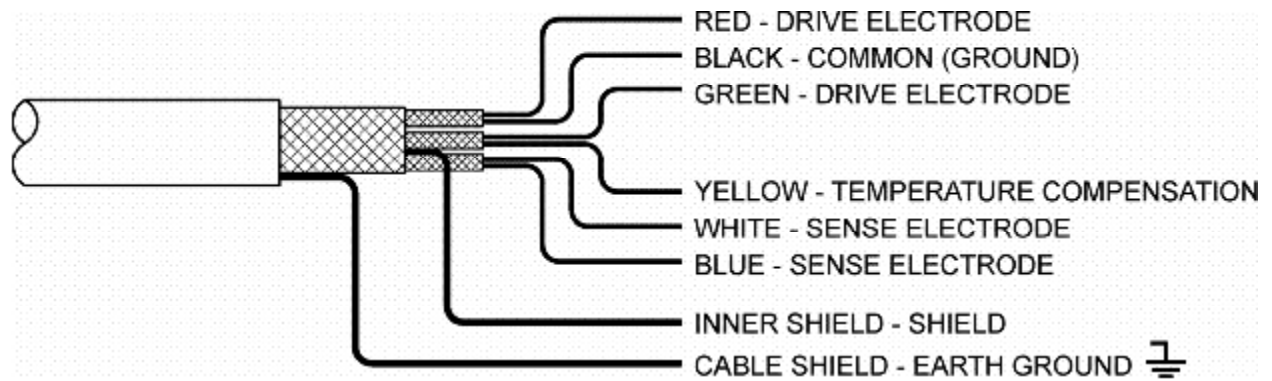 RED - DRIVE ELECTRODE
BLACK - COMMON (GROUND)
GREEN - DRIVE ELECTRODE
YELLOW - TEMPERATURE COMPENSATION
WHITE - SENSE ELECTRODE
BLUE - SENSE ELECTRODE
INNER SHIELD - SHIELD
CABLE SHIELD - EARTH GROUND